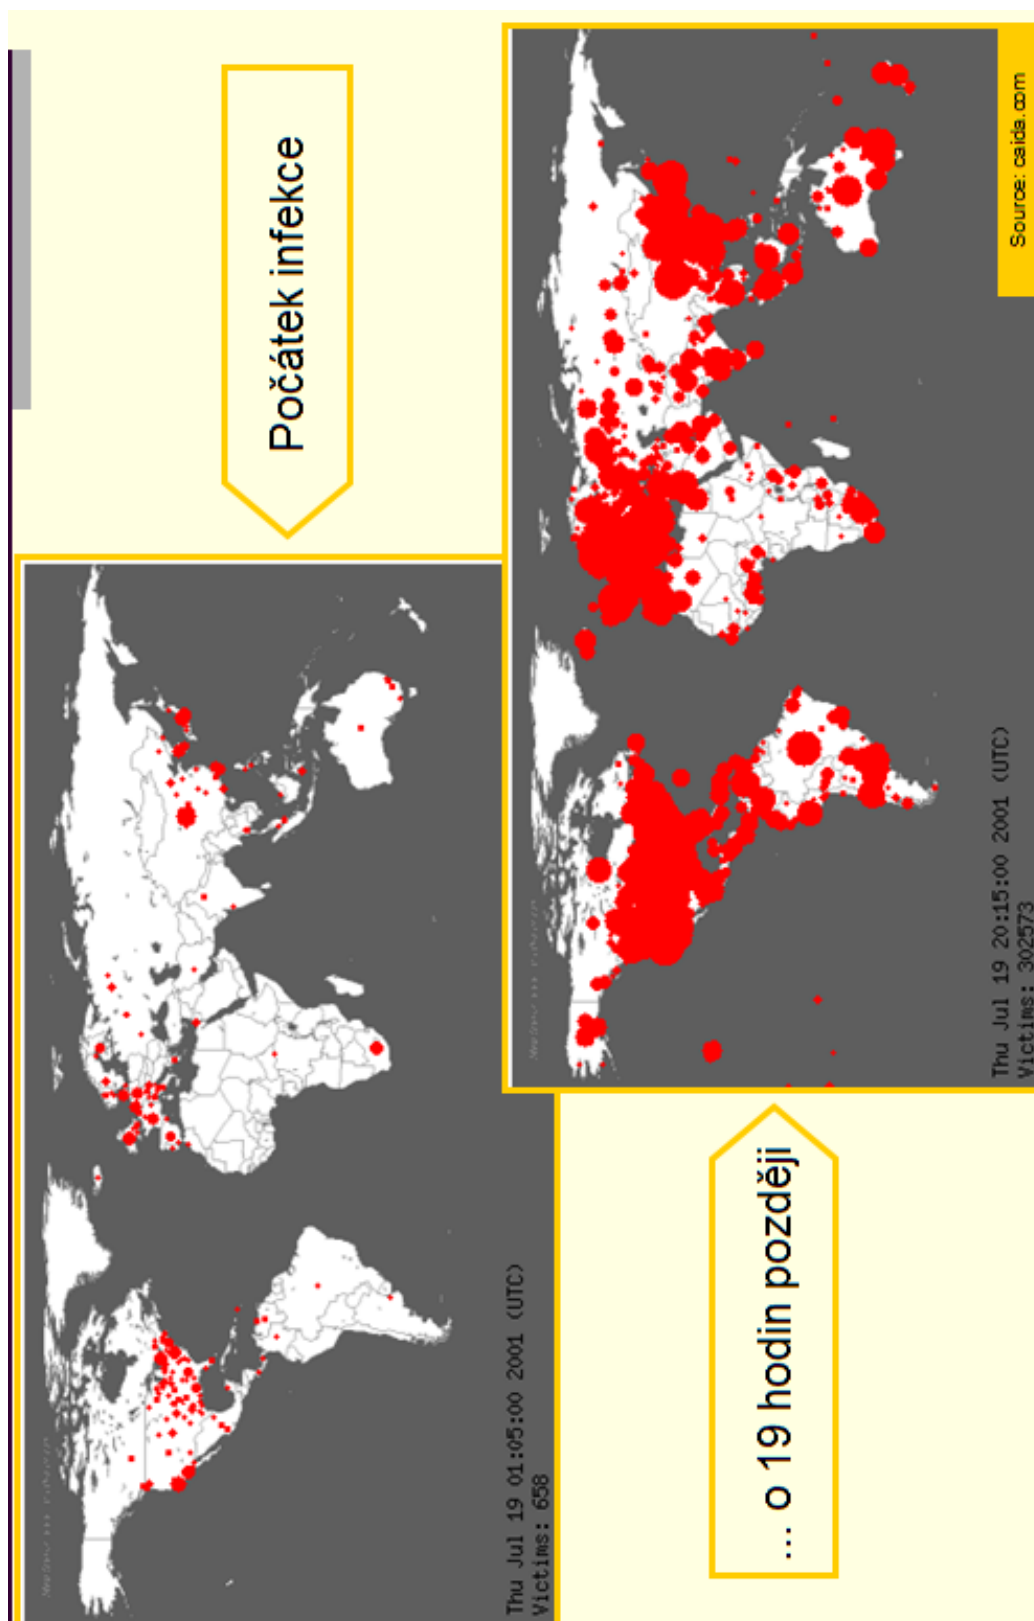 Počátek infekce
Thu Jul 19 01:05:00 2001 (UTC)
Victims: 658
... o 19 hodin později
Thu Jul 19 20:15:00 2001 (UTC)
Victims: 302573
Source: caida.com